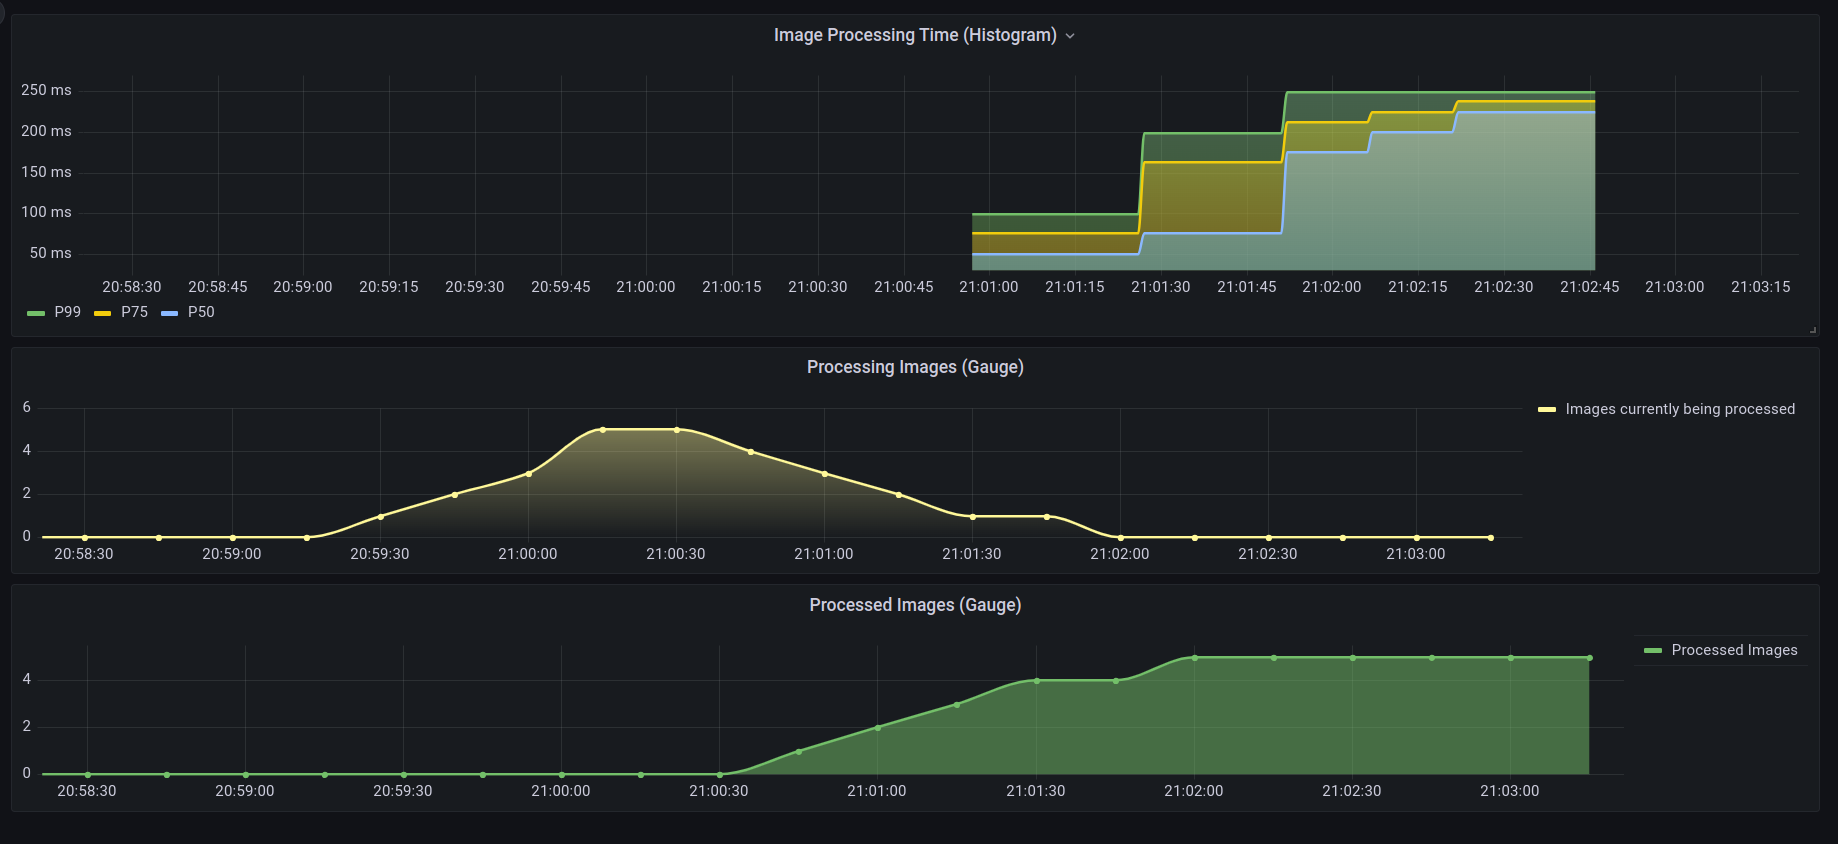 Image Processing Time (Histogram)
250 ms
200 ms
150 ms
100 ms
50 ms
20:58:30 20:58:45 20:59:00 20:59:15 20:59:30 20:59:45 21:00:00 21:00:15 21:00:30 21:00:45 21:01:00 21:01:15 21:01:30 21:01:45 21:02:00 21:02:15 21:02:30 21:02:45 21:03:00 21:03:15
P99 P75 P50
Processing Images (Gauge)
6
Images currently being processed
4
2
0
20:58:30 20:59:00 20:59:30 21:00:00 21:00:30 21:01:00 21:01:30 21:02:00 21:02:30 21:03:00
Processed Images (Gauge)
Processed Images
4
2
0
20:58:30 20:59:00 20:59:30 21:00:00 21:00:30 21:01:00 21:01:30 21:02:00 21:02:30 21:03:00